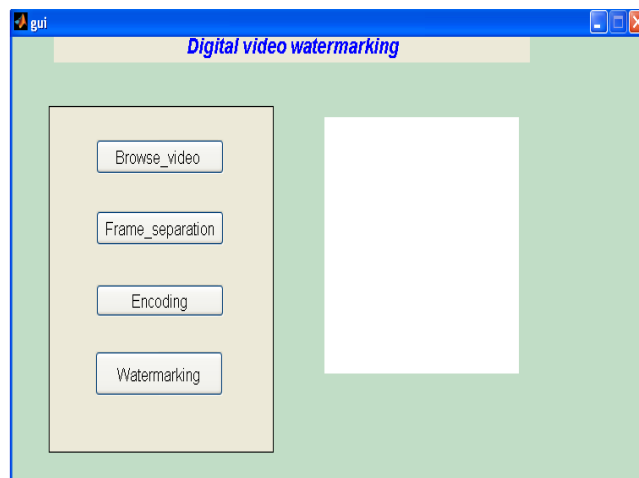 gui
Digital video watermarking
Browse_video
Frame_separation
Encoding
Watermarking